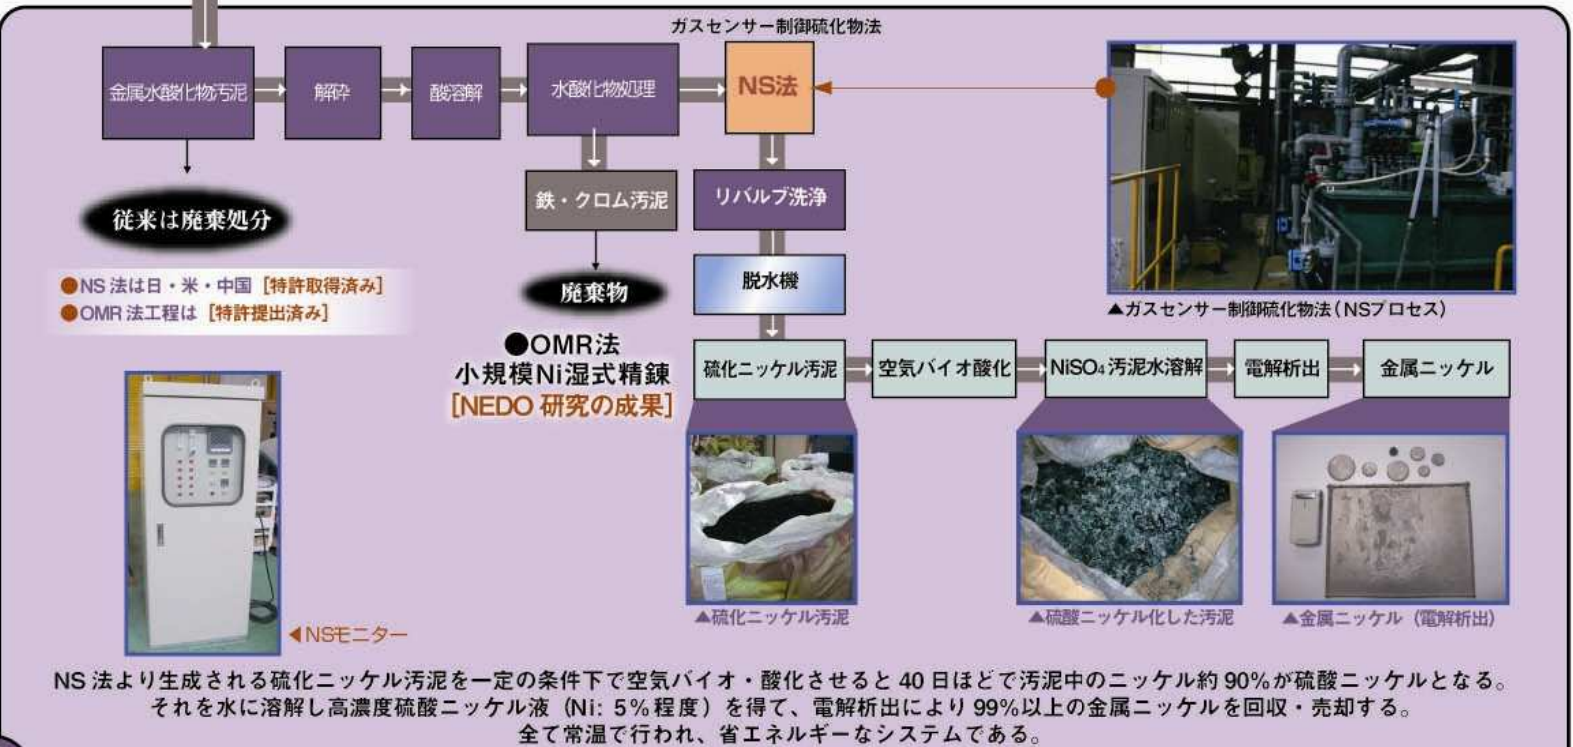 ガスセンサー制御硫化物法
金属水酸化物汚泥
解砕
酸溶解
水酸化物処理
NS法
従来は廃棄処分
鉄・クロム汚泥
リパルプ洗浄
廃棄物
脱水機
●NS法は日・米・中国［特許取得済み］
●OMR法工程は［特許提出済み］
▲ガスセンサー制御硫化物法（NSプロセス）
●OMR法
小規模Ni湿式精錬
［NEDO研究の成果］
硫化ニッケル汚泥
空気バイオ酸化
NiSO₄汚泥水溶解
電解析出
金属ニッケル
▲硫化ニッケル汚泥
▲硫酸ニッケル化した汚泥
▲金属ニッケル（電解析出）
◀NSモニター
NS法より生成される硫化ニッケル汚泥を一定の条件下で空気バイオ・酸化させると40日ほどで汚泥中のニッケル約90%が硫酸ニッケルとなる。
それを水に溶解し高濃度硫酸ニッケル液（Ni: 5%程度）を得て、電解析出により99%以上の金属ニッケルを回収・売却する。
全て常温で行われ、省エネルギーなシステムである。